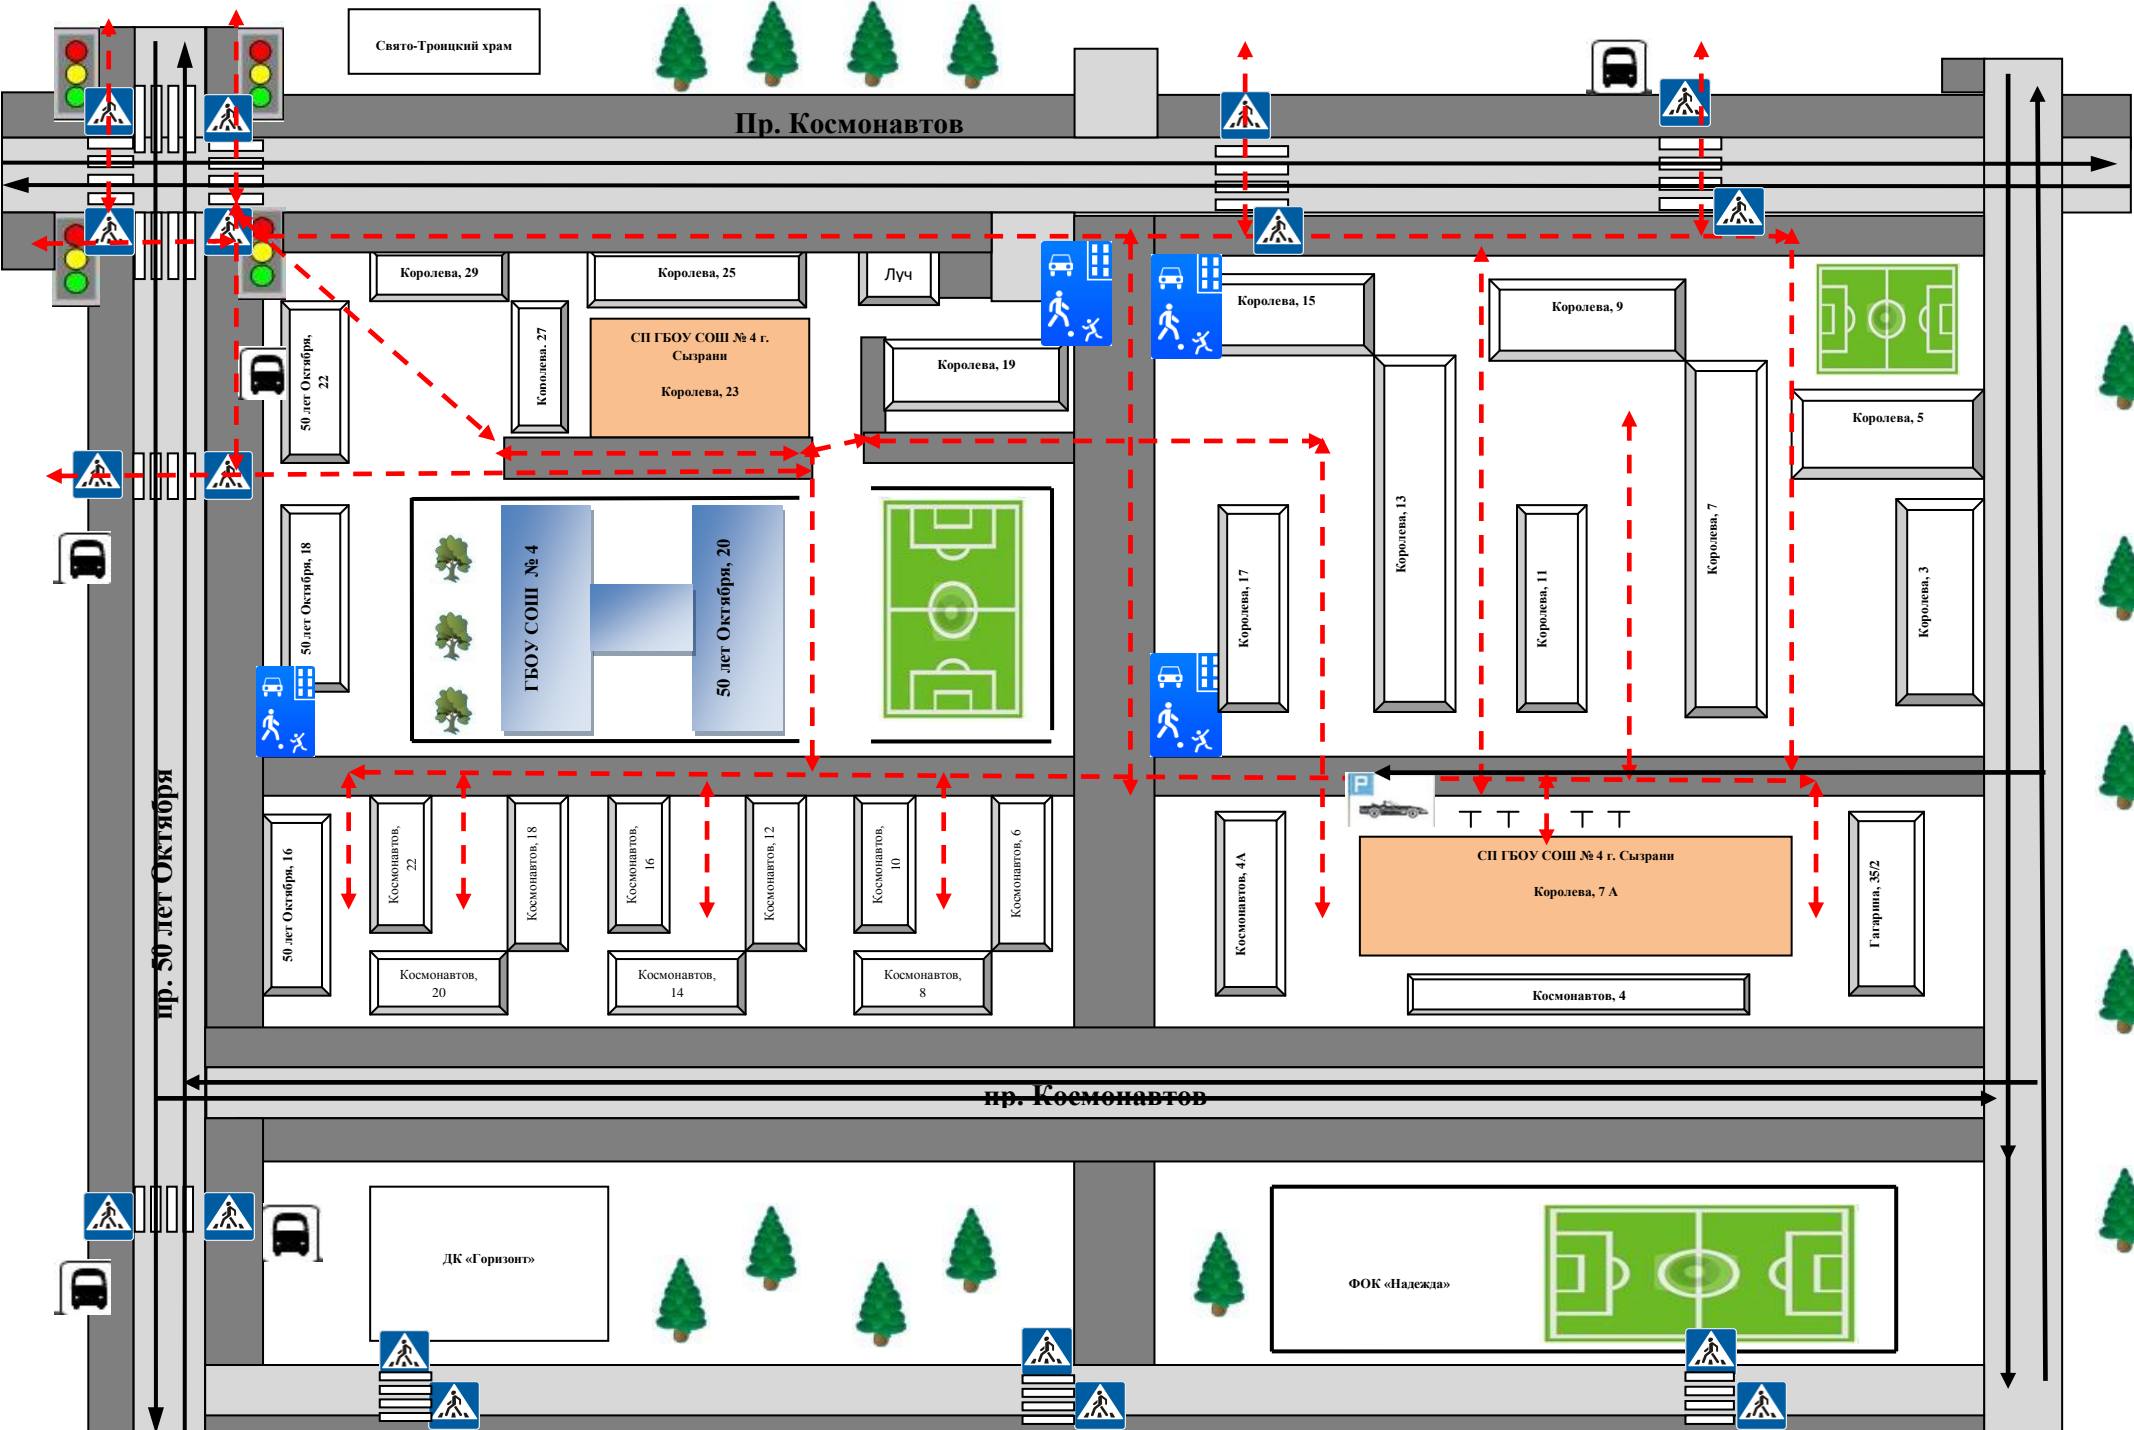 Свято-Троицкий храм
Пр. Космонавтов
Королева, 29
Королева, 25
Луч
Королева, 15
Королева, 9
50 лет Октября,
22
Королева. 27
СП ГБОУ СОШ № 4 г.
Сызрани
Королева, 23
Королева, 19
Королева, 5
50 лет Октября, 18
ГБОУ СОШ № 4
50 лет Октября, 20
Королева, 17
Королева, 13
Королева, 11
Королева, 7
Королева, 3
пр. 50 лет Октября
P
50 лет Октября, 16
Космонавтов,
22
Космонавтов, 18
Космонавтов,
16
Космонавтов, 12
Космонавтов,
10
Космонавтов, 6
Космонавтов, 4А
СП ГБОУ СОШ № 4 г. Сызрани
Королева, 7 А
Гагарина, 35/2
Космонавтов,
20
Космонавтов,
14
Космонавтов,
8
Космонавтов, 4
пр. Космонавтов
ДК «Горизонт»
ФОК «Надежда»